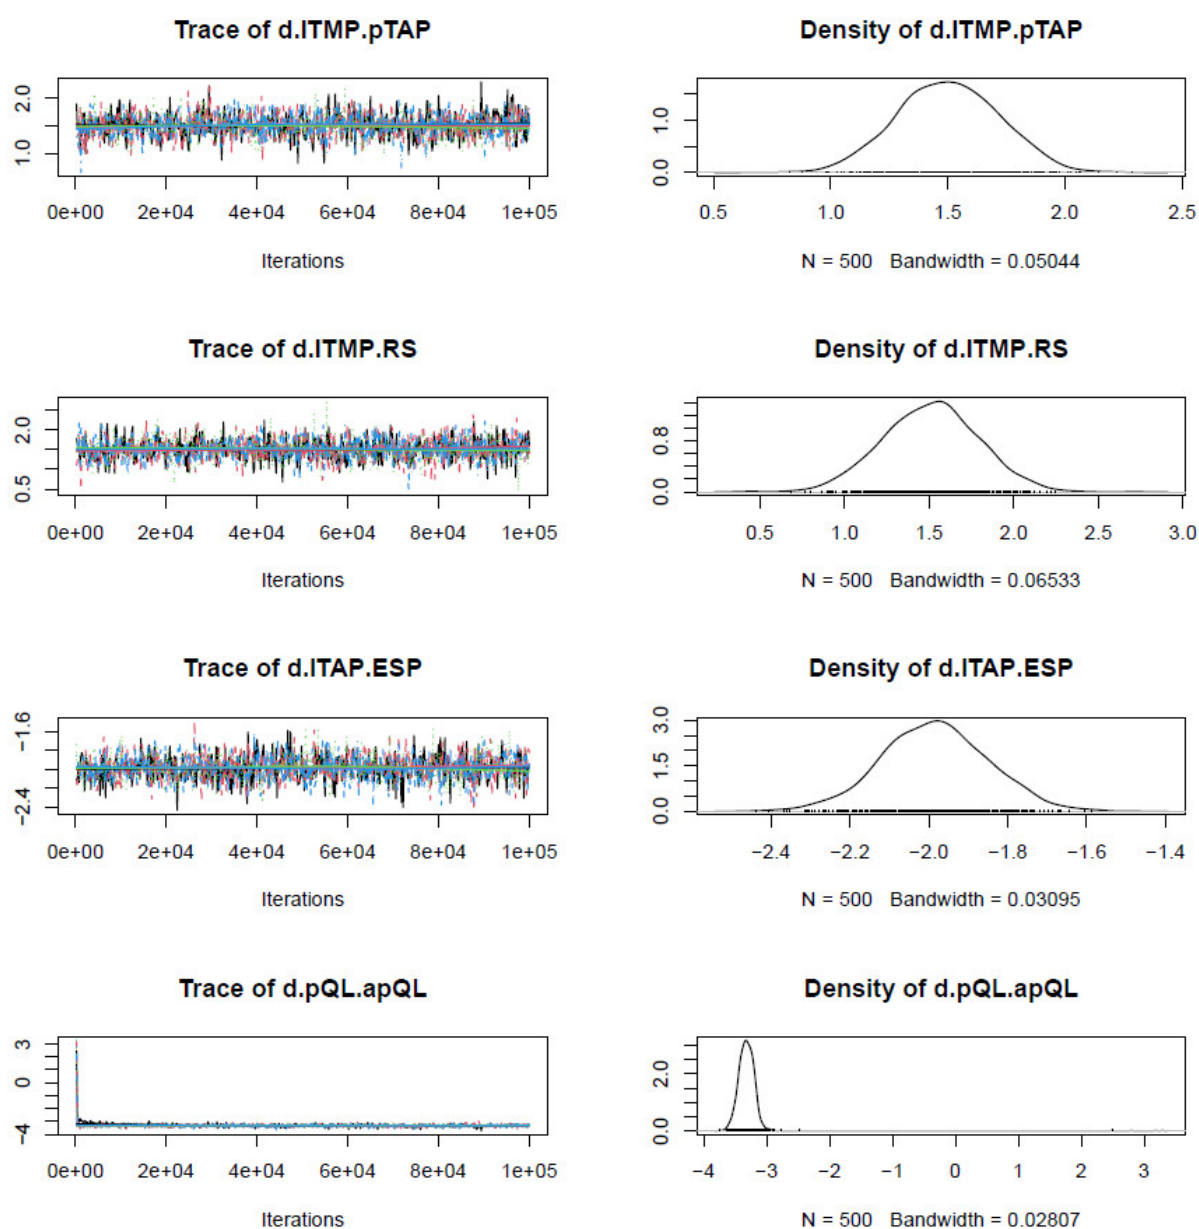 Trace of d.ITMP.pTAP
2.0
1.0
0e+00 2e+04 4e+04 6e+04 8e+04 1e+05
Iterations
Density of d.ITMP.pTAP
1.0
0.0
0.5 1.0 1.5 2.0 2.5
N = 500 Bandwidth = 0.05044
Trace of d.ITMP.RS
2.0
0.5
0e+00 2e+04 4e+04 6e+04 8e+04 1e+05
Iterations
Density of d.ITMP.RS
0.8
0.0
0.5 1.0 1.5 2.0 2.5 3.0
N = 500 Bandwidth = 0.06533
Trace of d.ITAP.ESP
−1.6
−2.4
0e+00 2e+04 4e+04 6e+04 8e+04 1e+05
Iterations
Density of d.ITAP.ESP
3.0
1.5
0.0
−2.4 −2.2 −2.0 −1.8 −1.6 −1.4
N = 500 Bandwidth = 0.03095
Trace of d.pQL.apQL
3
0
−4
0e+00 2e+04 4e+04 6e+04 8e+04 1e+05
Iterations
Density of d.pQL.apQL
2.0
0.0
−4 −3 −2 −1 0 1 2 3
N = 500 Bandwidth = 0.02807